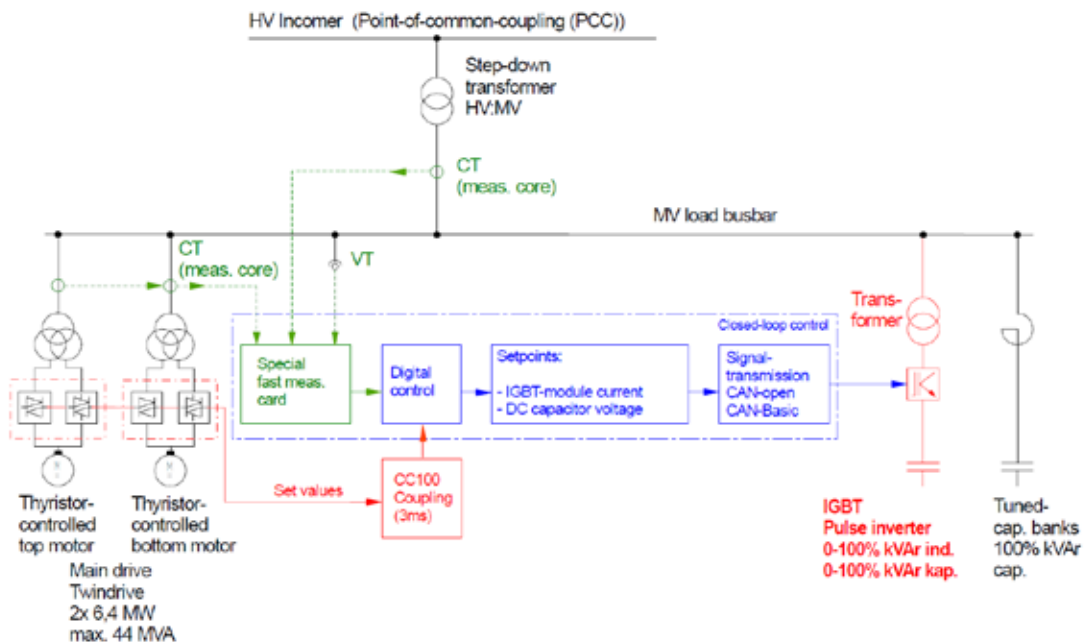 HV Incomer (Point-of-common-coupling (PCC))
Step-down
transformer
HV:MV
CT
(meas. core)
MV load busbar
CT
(meas. core)
VT
Trans-
former
Closed-loop control
Special
fast meas.
card
Digital
control
Setpoints:
- IGBT-module current
- DC capacitor voltage
Signal-
transmission
CAN-open
CAN-Basic
Set values
CC100
Coupling
(3ms)
Thyristor-
controlled
top motor
Thyristor-
controlled
bottom motor
Main drive
Twindrive
2x 6,4 MW
max. 44 MVA
IGBT
Pulse inverter
0-100% kVAr ind.
0-100% kVAr kap.
Tuned-
cap. banks
100% kVAr
cap.